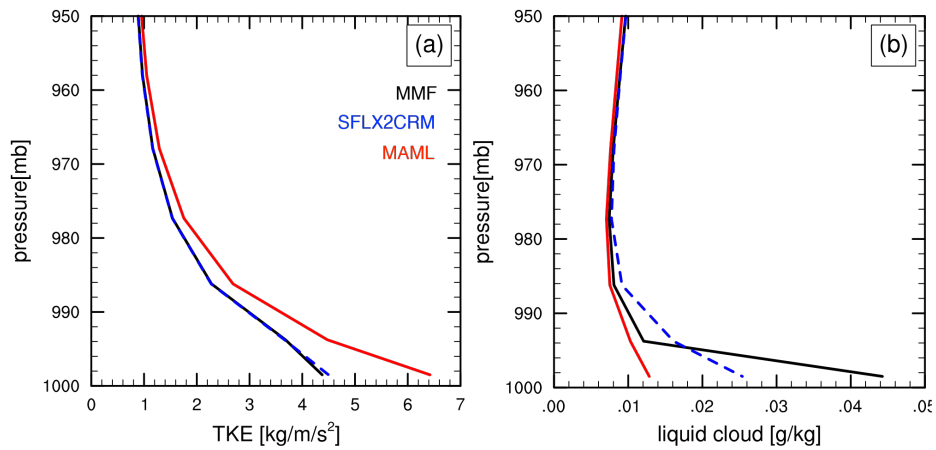 950
960
970
980
990
1000
pressure[mb]
0 1 2 3 4 5 6 7
TKE [kg/m/s²]
(a)
MMF
SFLX2CRM
MAML
950
960
970
980
990
1000
pressure[mb]
.00 .01 .02 .03 .04 .05
liquid cloud [g/kg]
(b)